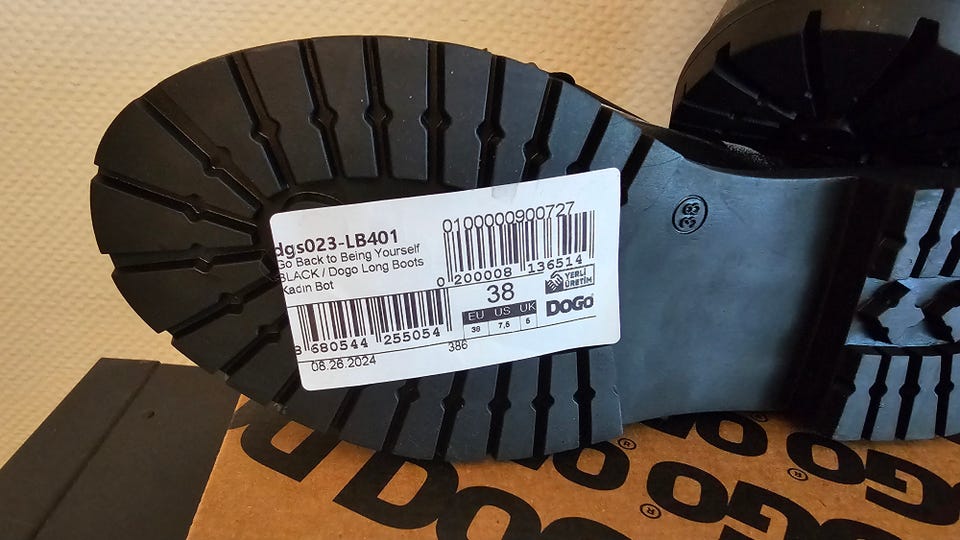 dgs023-LB401
Go Back to Being Yourself
BLACK / Dogo Long Boots
Kadın Bot
0100000900727
0 200008 136514
38
EU US UK
38 7,5 5
YERLİ
ÜRETİM
DOGO
8 680544 255054
386
08.26.2024
38
DOGO
DOGO